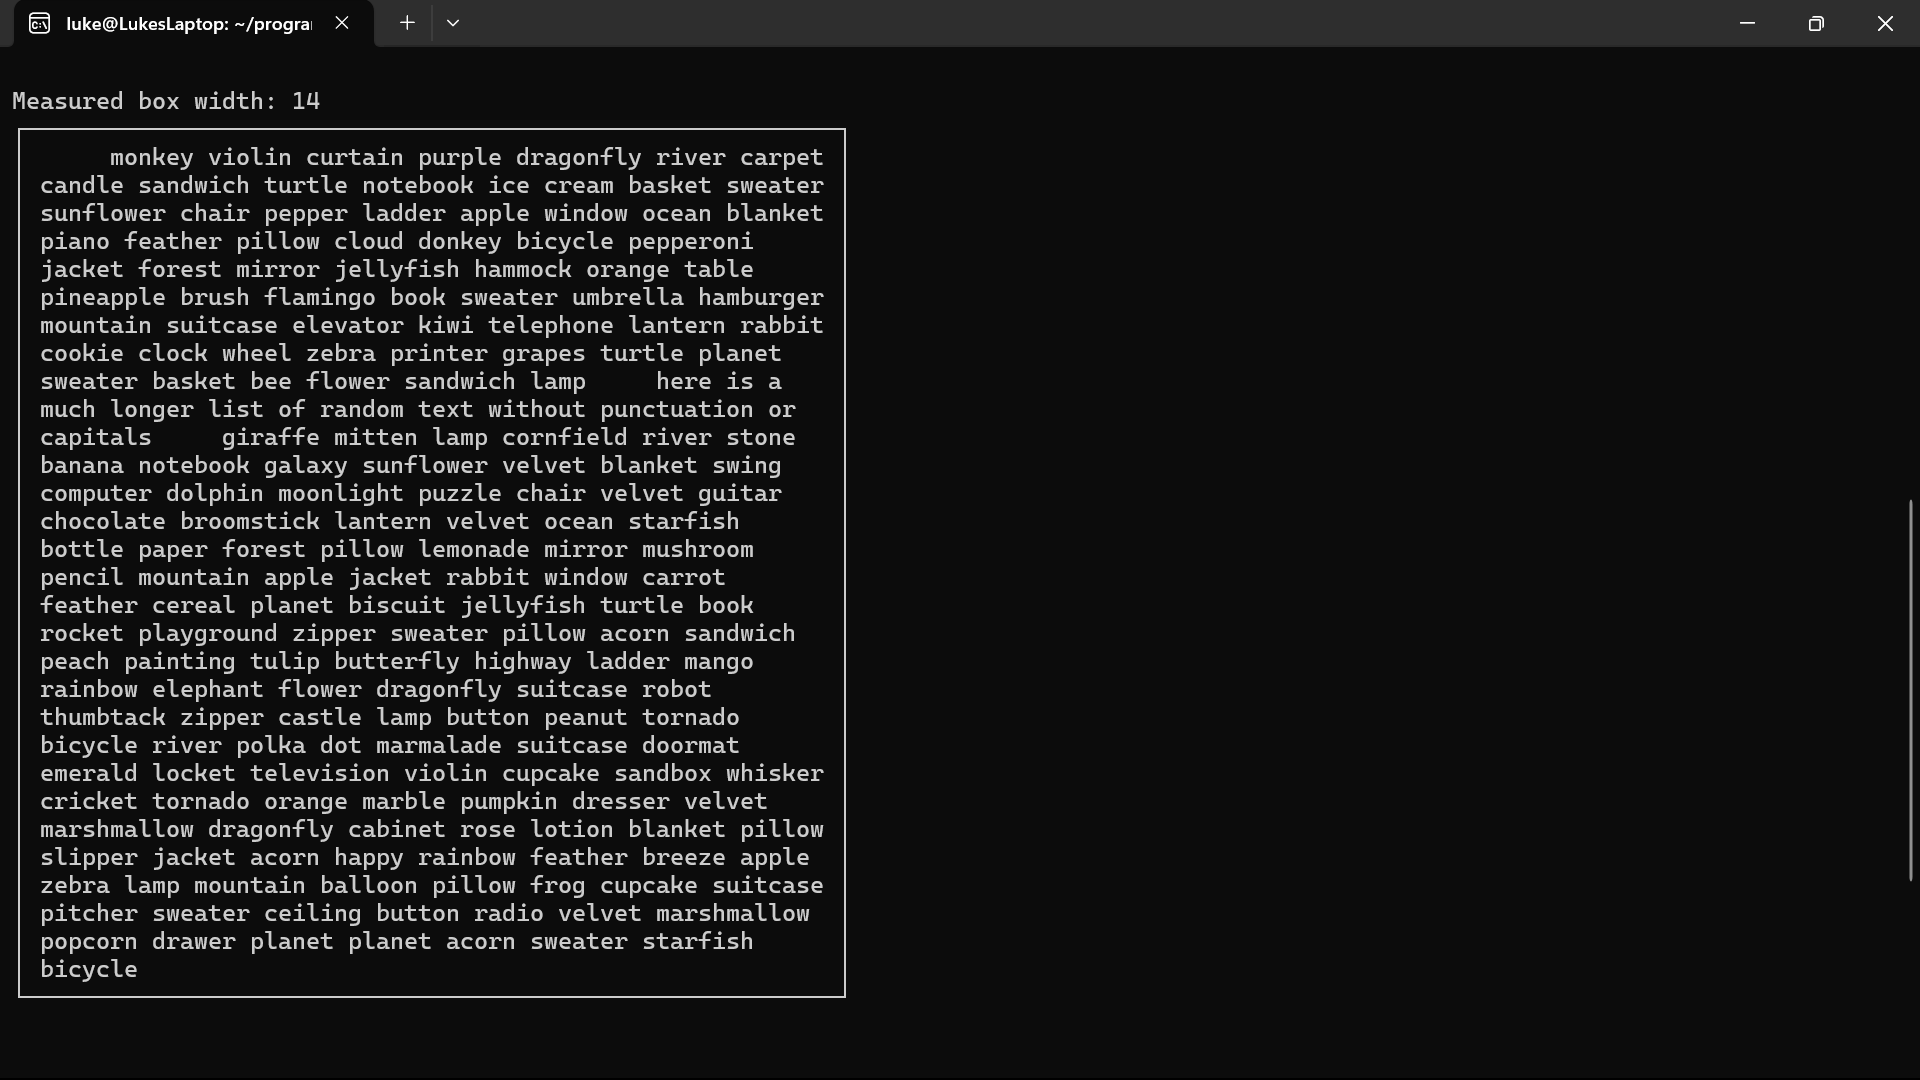 luke@LukesLaptop: ~/progra
Measured box width: 14
     monkey violin curtain purple dragonfly river carpet
candle sandwich turtle notebook ice cream basket sweater
sunflower chair pepper ladder apple window ocean blanket
piano feather pillow cloud donkey bicycle pepperoni
jacket forest mirror jellyfish hammock orange table
pineapple brush flamingo book sweater umbrella hamburger
mountain suitcase elevator kiwi telephone lantern rabbit
cookie clock wheel zebra printer grapes turtle planet
sweater basket bee flower sandwich lamp     here is a
much longer list of random text without punctuation or
capitals     giraffe mitten lamp cornfield river stone
banana notebook galaxy sunflower velvet blanket swing
computer dolphin moonlight puzzle chair velvet guitar
chocolate broomstick lantern velvet ocean starfish
bottle paper forest pillow lemonade mirror mushroom
pencil mountain apple jacket rabbit window carrot
feather cereal planet biscuit jellyfish turtle book
rocket playground zipper sweater pillow acorn sandwich
peach painting tulip butterfly highway ladder mango
rainbow elephant flower dragonfly suitcase robot
thumbtack zipper castle lamp button peanut tornado
bicycle river polka dot marmalade suitcase doormat
emerald locket television violin cupcake sandbox whisker
cricket tornado orange marble pumpkin dresser velvet
marshmallow dragonfly cabinet rose lotion blanket pillow
slipper jacket acorn happy rainbow feather breeze apple
zebra lamp mountain balloon pillow frog cupcake suitcase
pitcher sweater ceiling button radio velvet marshmallow
popcorn drawer planet planet acorn sweater starfish
bicycle